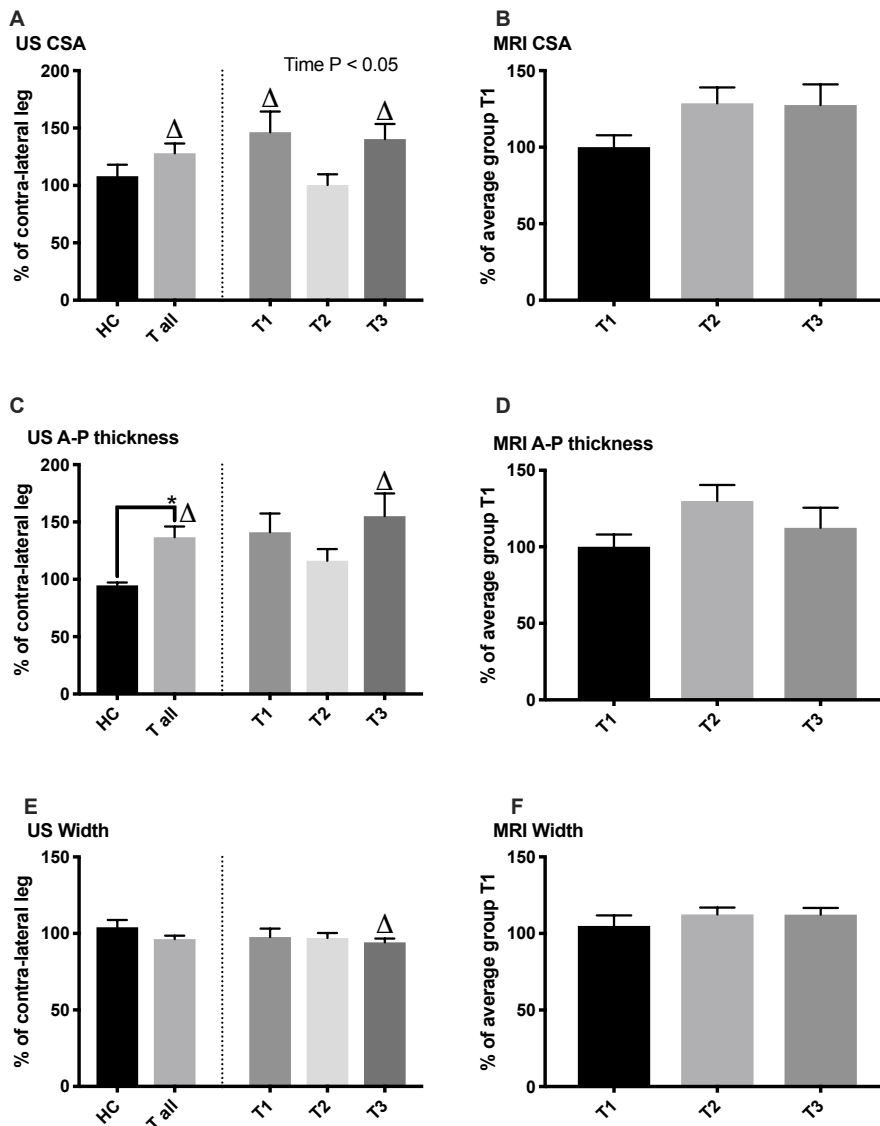 A
US CSA
Time P < 0.05
Δ
Δ
Δ
200
150
100
50
0
% of contra-lateral leg
HC
T all
T1
T2
T3
B
MRI CSA
150
100
50
0
% of average group T1
T1
T2
T3
C
US A-P thickness
* Δ
Δ
200
150
100
50
0
% of contra-lateral leg
HC
T all
T1
T2
T3
D
MRI A-P thickness
150
100
50
0
% of average group T1
T1
T2
T3
E
US Width
Δ
150
100
50
0
% of contra-lateral leg
HC
T all
T1
T2
T3
F
MRI Width
150
100
50
0
% of average group T1
T1
T2
T3